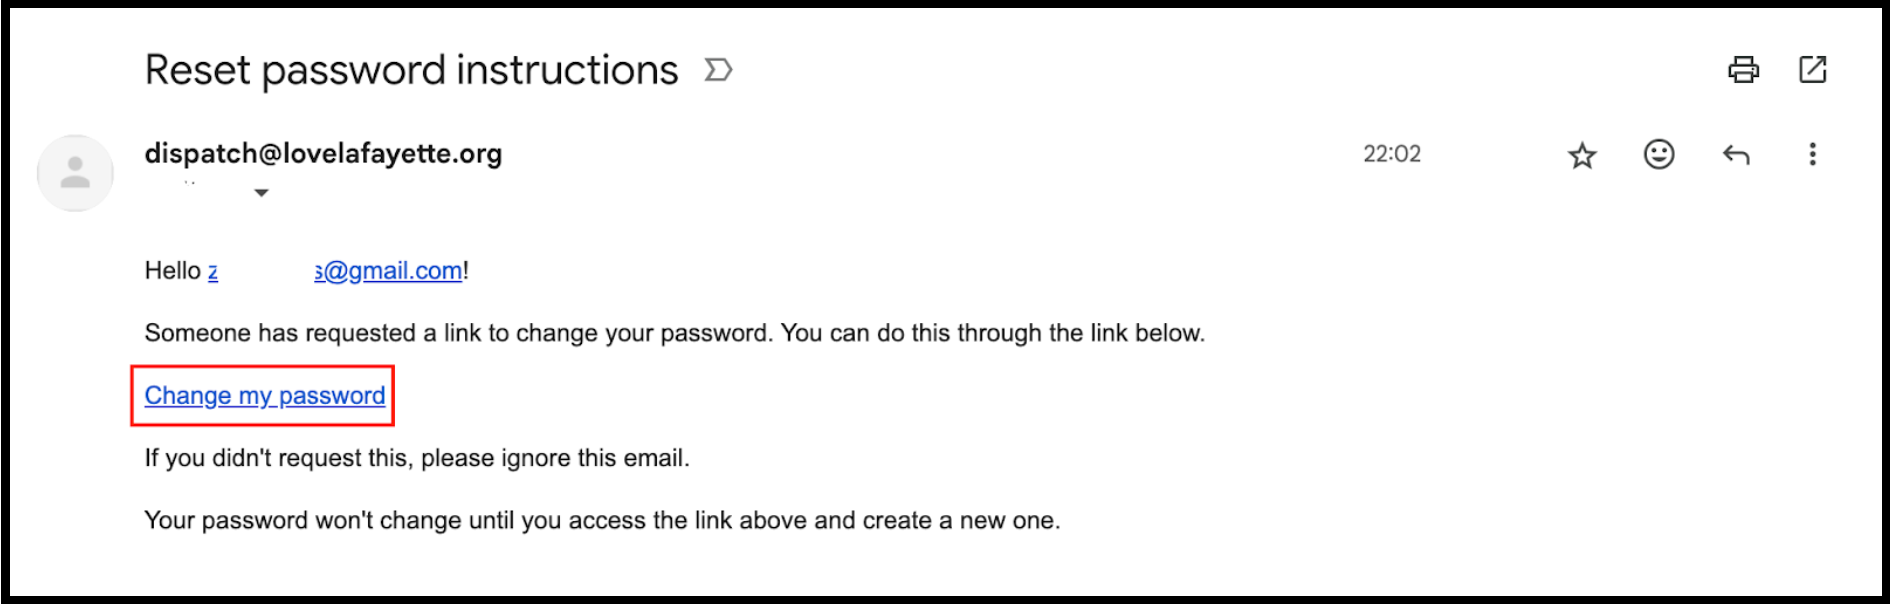 Reset password instructions
dispatch@lovelafayette.org
22:02
Hello z s@gmail.com!
Someone has requested a link to change your password. You can do this through the link below.
Change my password
If you didn't request this, please ignore this email.
Your password won't change until you access the link above and create a new one.